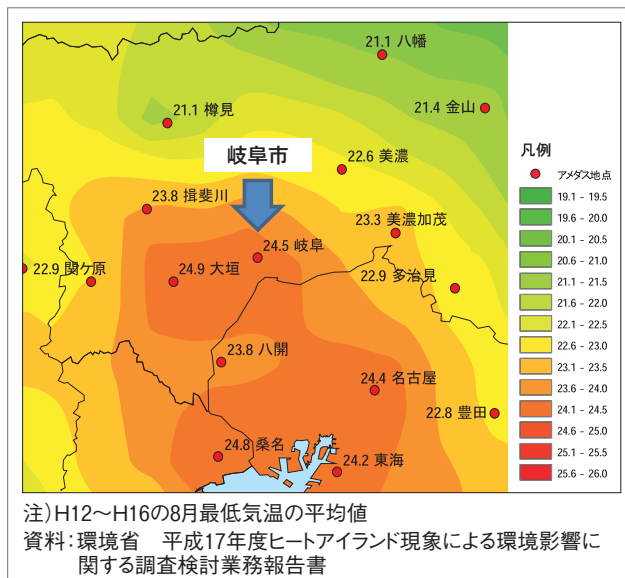 21.1 八幡
21.4 金山
21.1 樽見
岐阜市
22.6 美濃
23.8 揖斐川
23.3 美濃加茂
24.5 岐阜
22.9 関ケ原
24.9 大垣
22.9 多治見
23.8 八開
24.4 名古屋
22.8 豊田
24.8 桑名
24.2 東海
凡例
アメダス地点
19.1 - 19.5
19.6 - 20.0
20.1 - 20.5
20.6 - 21.0
21.1 - 21.5
21.6 - 22.0
22.1 - 22.5
22.6 - 23.0
23.1 - 23.5
23.6 - 24.0
24.1 - 24.5
24.6 - 25.0
25.1 - 25.5
25.6 - 26.0
注）H12～H16の8月最低気温の平均値
資料：環境省　平成17年度ヒートアイランド現象による環境影響に
関する調査検討業務報告書